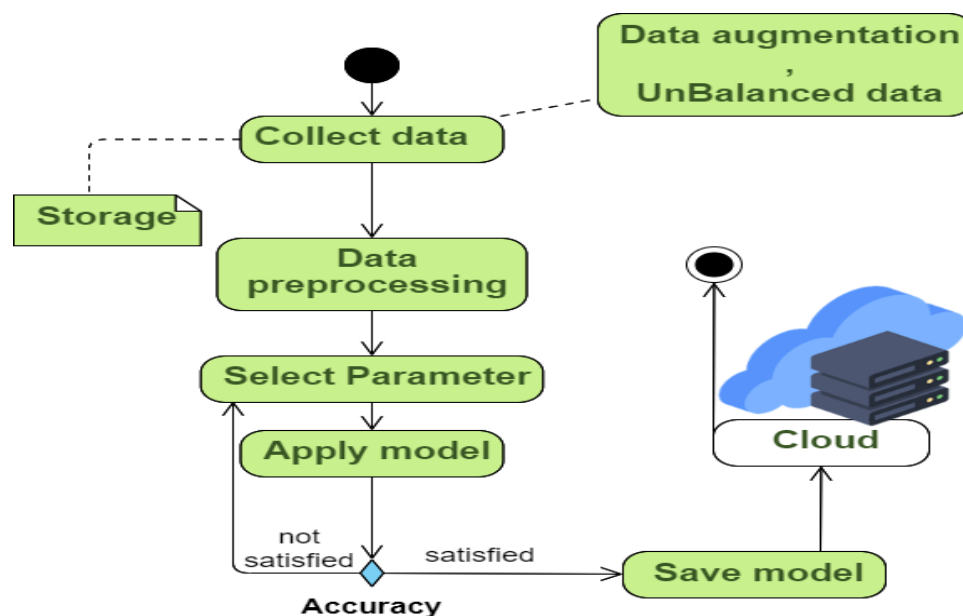 Data augmentation
,
UnBalanced data
Collect data
Storage
Data
preprocessing
Select Parameter
Apply model
Cloud
not
satisfied
satisfied
Save model
Accuracy